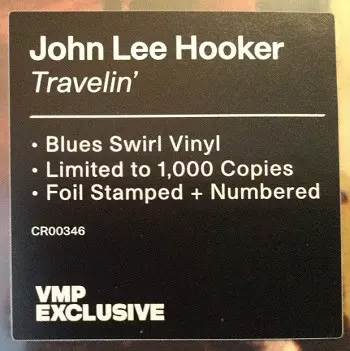 John Lee Hooker
Travelin’
• Blues Swirl Vinyl
• Limited to 1,000 Copies
• Foil Stamped + Numbered
CR00346
VMP
EXCLUSIVE